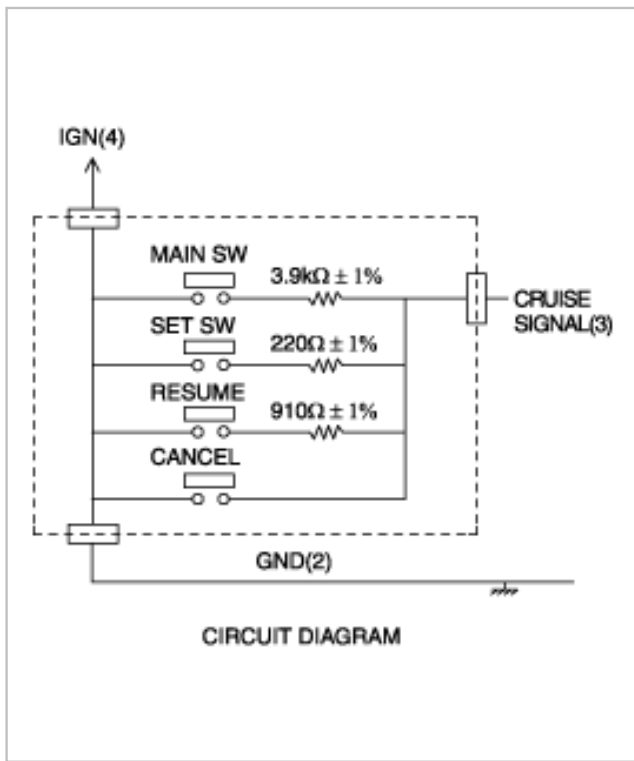 IGN(4)
MAIN SW
3.9kΩ ± 1%
CRUISE
SIGNAL(3)
SET SW
220Ω ± 1%
RESUME
910Ω ± 1%
CANCEL
GND(2)
CIRCUIT DIAGRAM